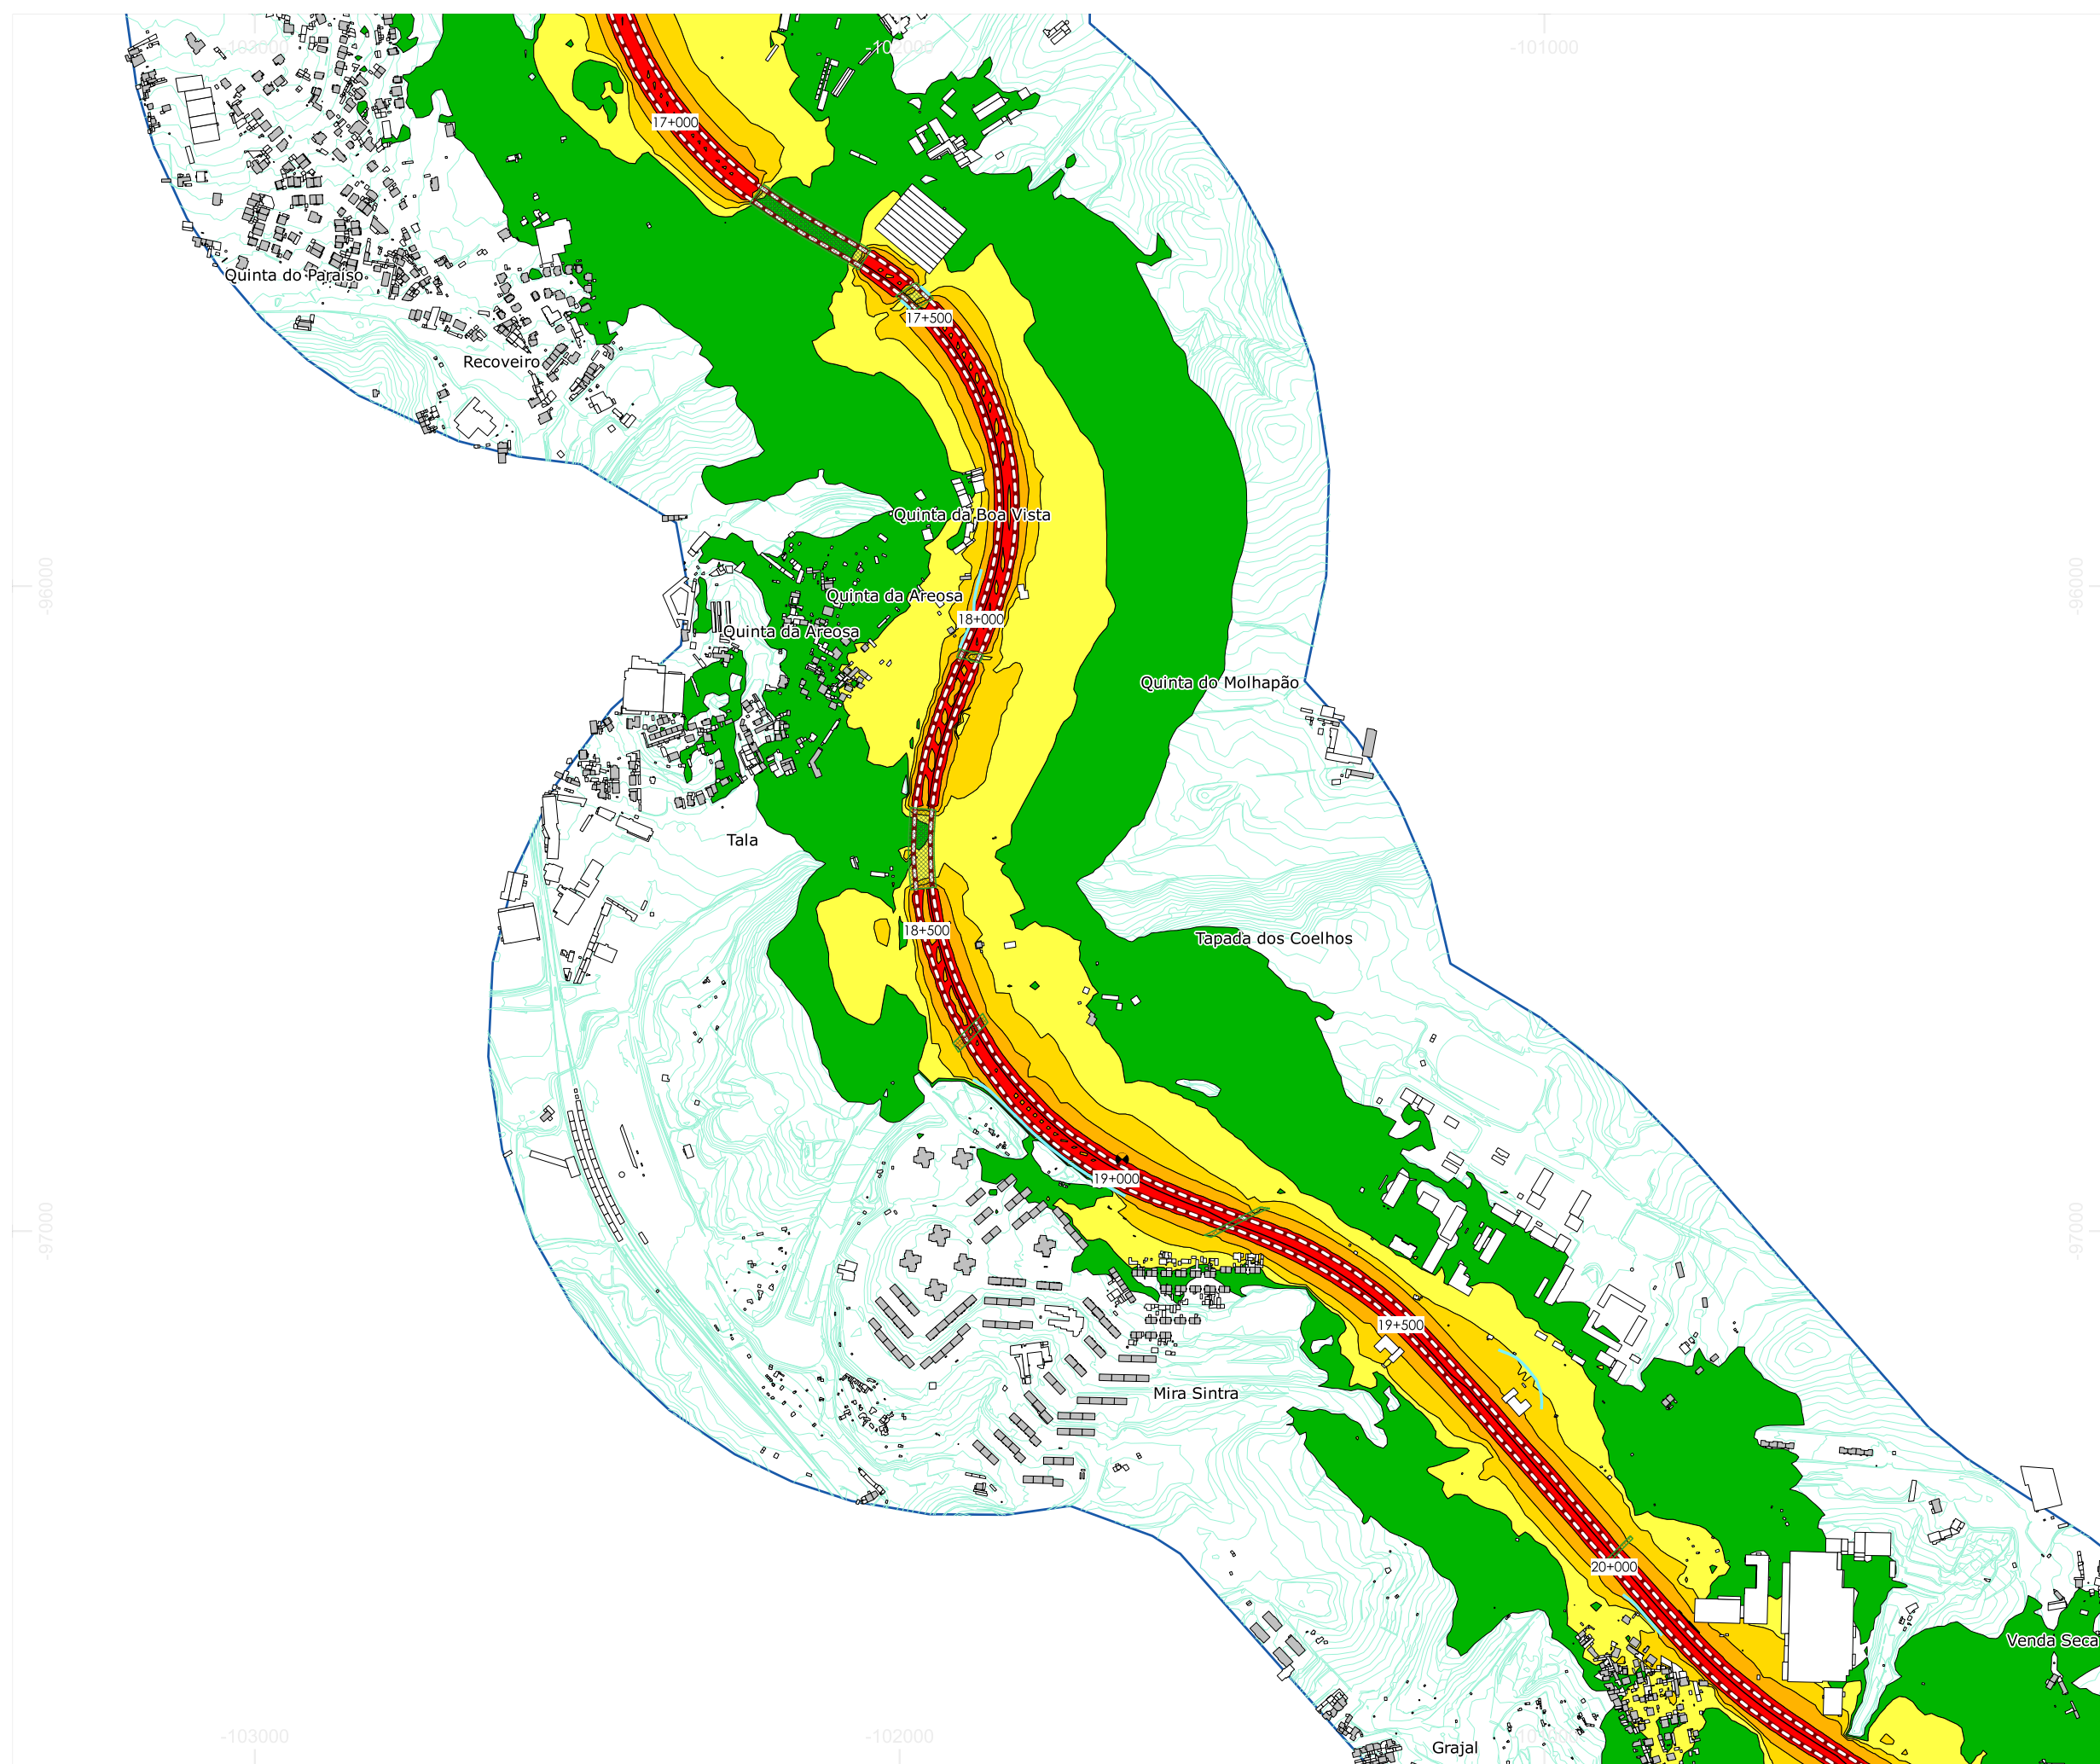 -103000
-102000
-101000
17+000
Quinta do Paraíso
17+500
Recoveiro
Quinta da Boa Vista
-96000
-96000
Quinta da Areosa
18+000
Quinta da Areosa
Quinta do Molhapão
Tala
18+500
Tapada dos Coelhos
19+000
-97000
-97000
19+500
Mira Sintra
20+000
Venda Seca
-103000
-102000
Grajal